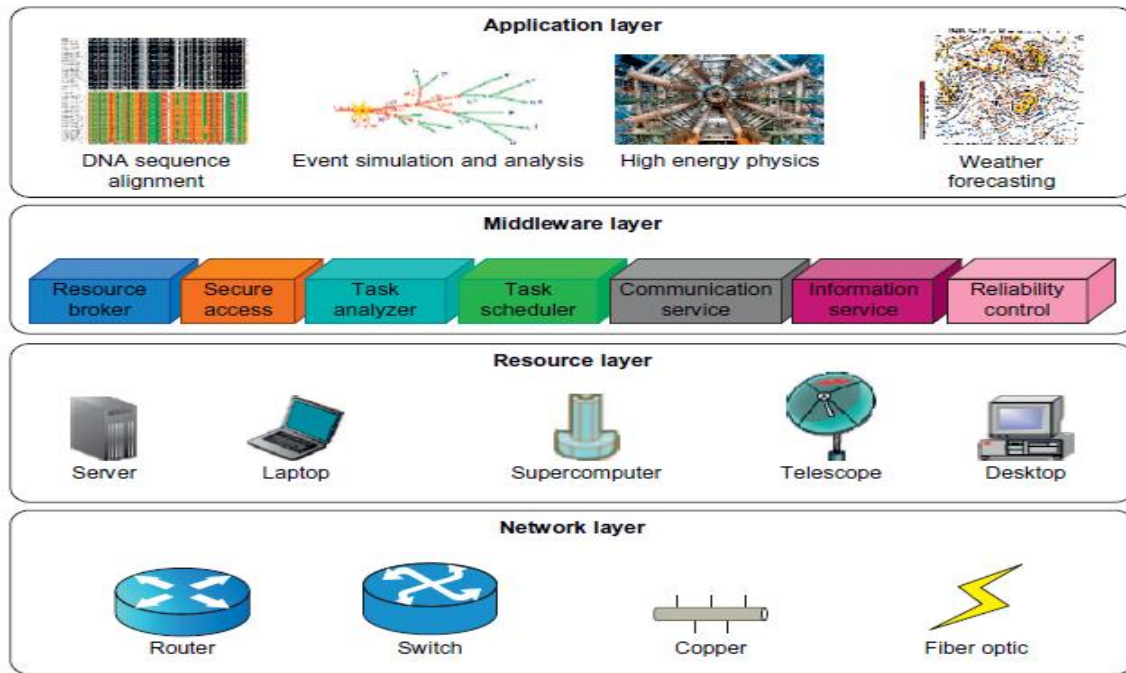 Application layer
DNA sequence
alignment
Event simulation and analysis
High energy physics
Weather
forecasting
Middleware layer
Resource
broker
Secure
access
Task
analyzer
Task
scheduler
Communication
service
Information
service
Reliability
control
Resource layer
Server
Laptop
Supercomputer
Telescope
Desktop
Network layer
Router
Switch
Copper
Fiber optic